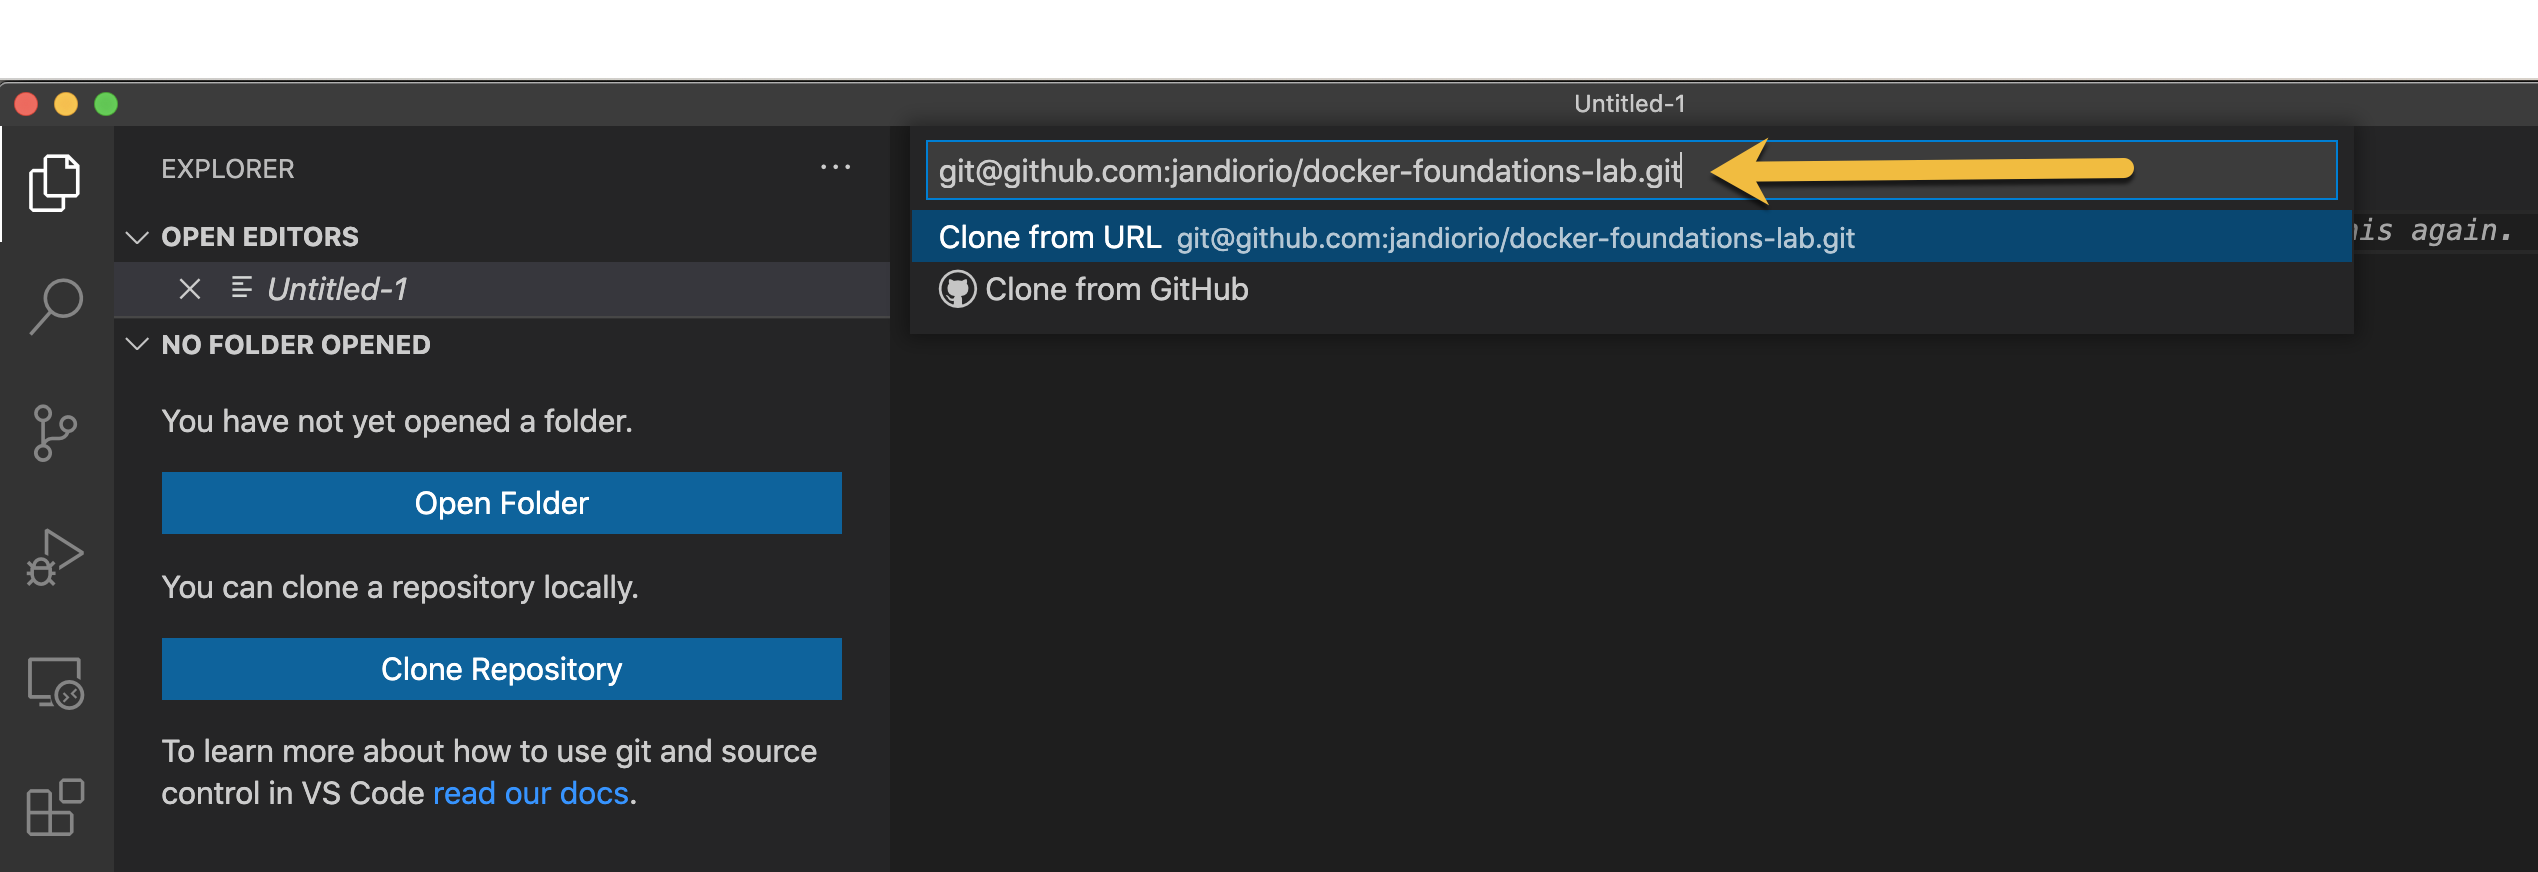 Untitled-1
EXPLORER
OPEN EDITORS
Untitled-1
NO FOLDER OPENED
You have not yet opened a folder.
Open Folder
You can clone a repository locally.
Clone Repository
To learn more about how to use git and source
control in VS Code read our docs.
git@github.com:jandiorio/docker-foundations-lab.git
Clone from URL git@github.com:jandiorio/docker-foundations-lab.git
Clone from GitHub
again.